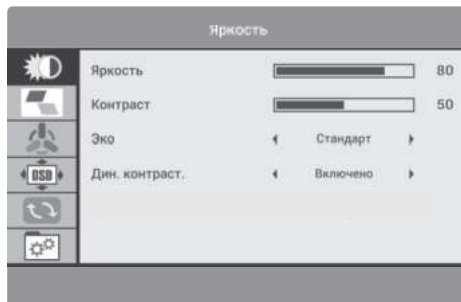 Яркость
Яркость 80
Контраст 50
Эко Стандарт
OSD
Дин. контраст. Включено